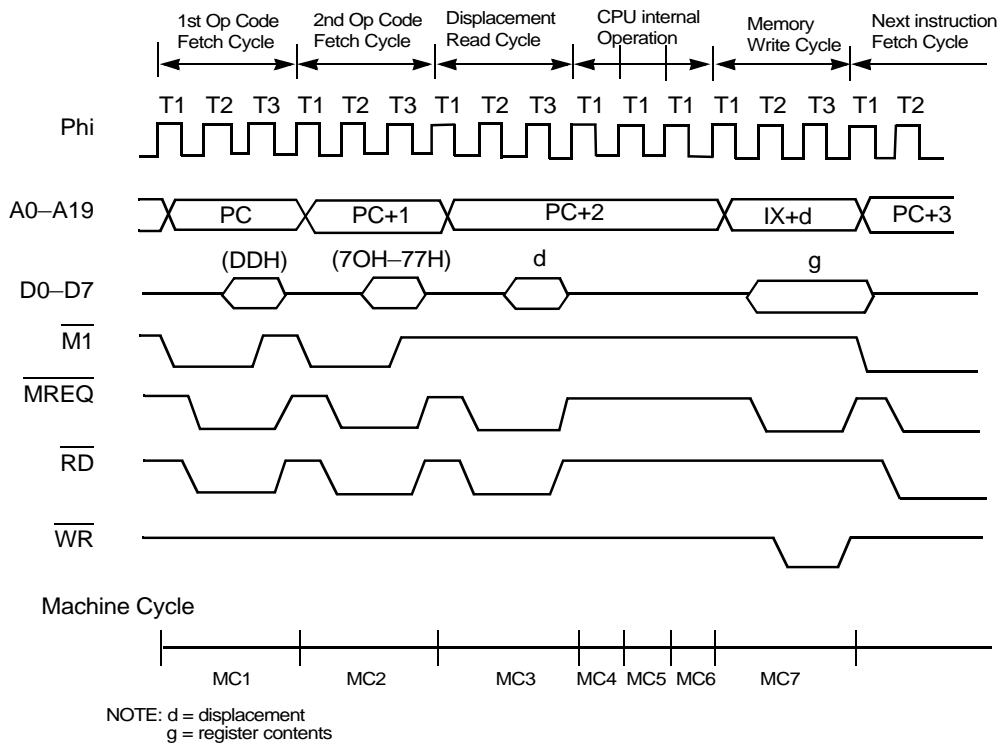 1st Op Code
Fetch Cycle
2nd Op Code
Fetch Cycle
Displacement
Read Cycle
CPU internal
Operation
Memory
Write Cycle
Next instruction
Fetch Cycle
T1 T2 T3 T1 T2 T3 T1 T2 T3 T1 T1 T1 T1 T2 T3 T1 T2
Phi
A0–A19 PC PC+1 PC+2 IX+d PC+3
(DDH) (7OH–77H) d g
D0–D7
M1
MREQ
RD
WR
Machine Cycle
MC1 MC2 MC3 MC4 MC5 MC6 MC7
NOTE: d = displacement
g = register contents